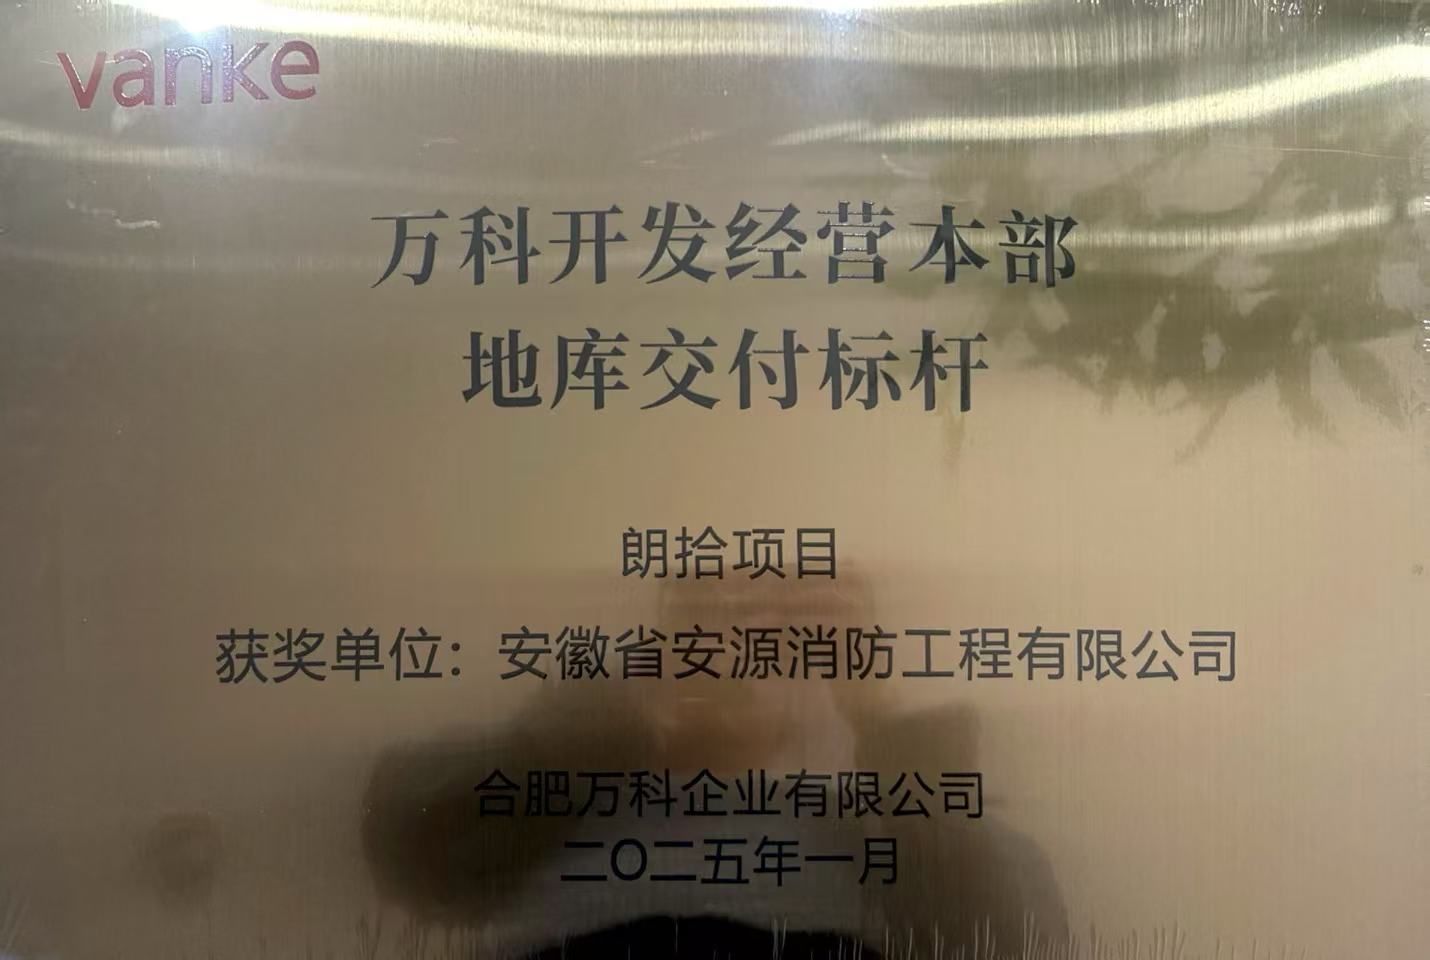 vanke
万科开发经营本部
地库交付标杆
朗拾项目
获奖单位：安徽省安源消防工程有限公司
合肥万科企业有限公司
二〇二五年一月